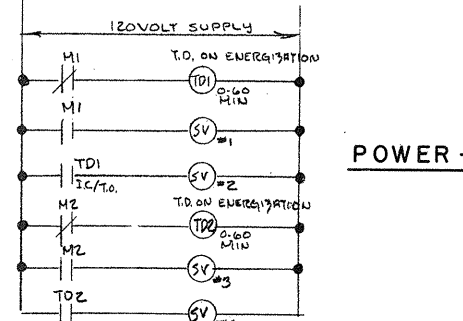 120VOLT SUPPLY
M1 T.D. ON ENERGIZATION
TD1 0-60
MIN
M1
SV #1
TD1
I.C./T.O. SV #2
M2 T.D. ON ENERGIZATION
TD2 0-60
MIN
M2
SV #3
TD2
SV
POWER